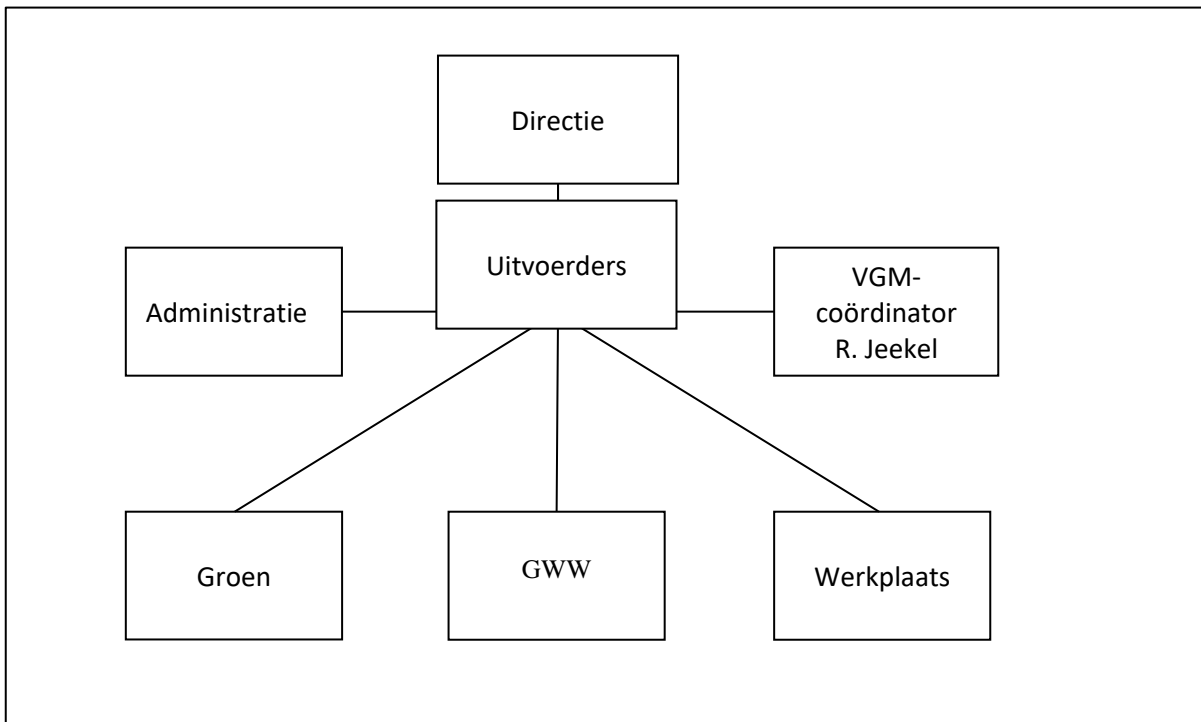 Directie
Uitvoerders
Administratie
VGM-
coördinator
R. Jeekel
Groen
GWW
Werkplaats